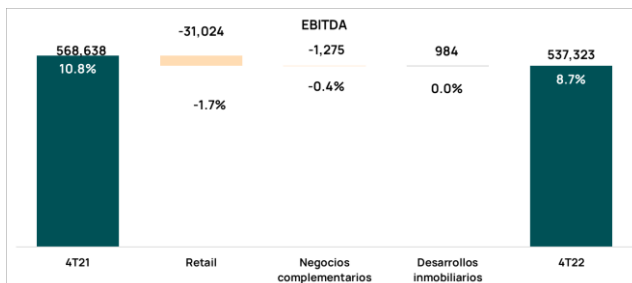 EBITDA
568,638
-31,024
-1,275
984
537,323
10.8%
-1.7%
-0.4%
0.0%
8.7%
4T21
Retail
Negocios
complementarios
Desarrollos
inmobiliarios
4T22